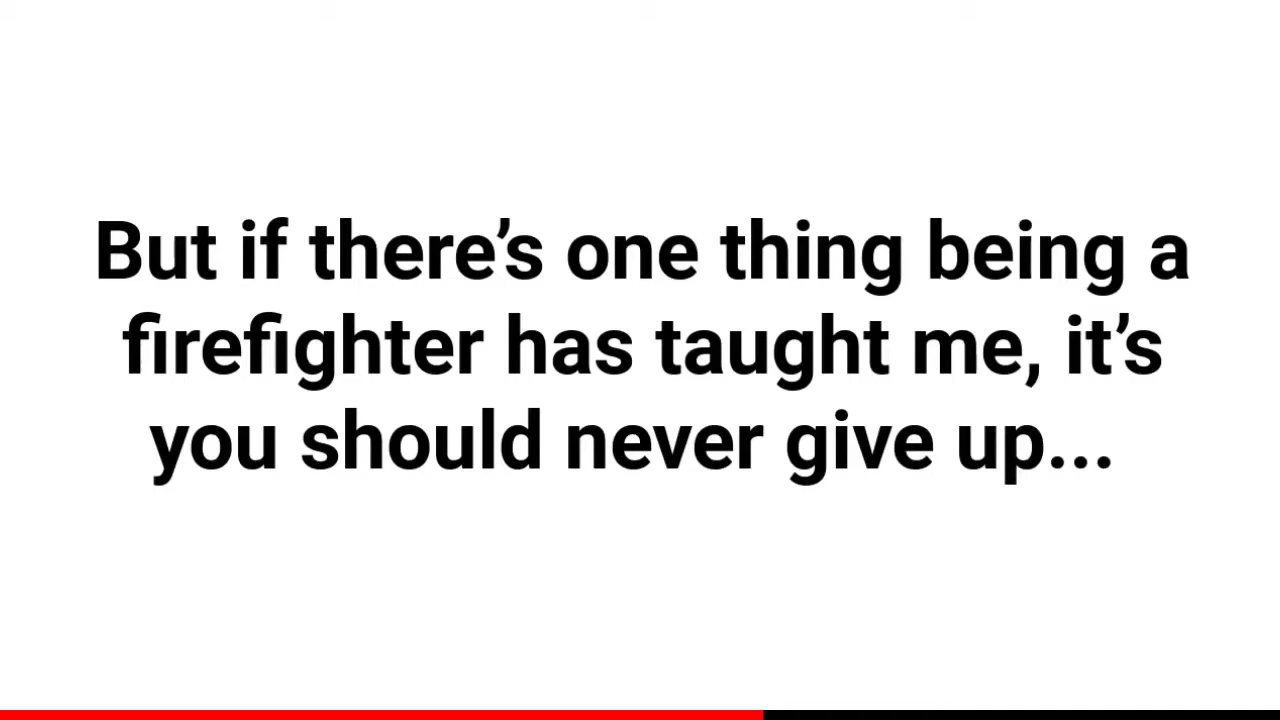 But if there’s one thing being a
firefighter has taught me, it’s
you should never give up...